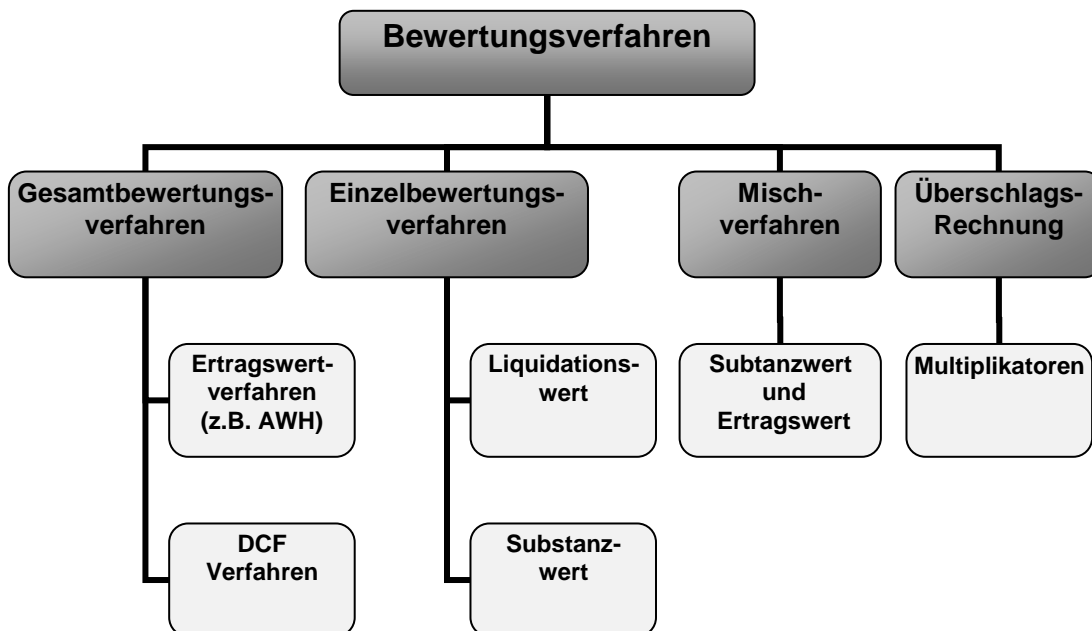 Bewertungsverfahren
Gesamtbewertungs-
verfahren
Einzelbewertungs-
verfahren
Misch-
verfahren
Überschlags-
Rechnung
Ertragswert-
verfahren
(z.B. AWH)
Liquidations-
wert
Subtanzwert
und
Ertragswert
Multiplikatoren
DCF
Verfahren
Substanz-
wert